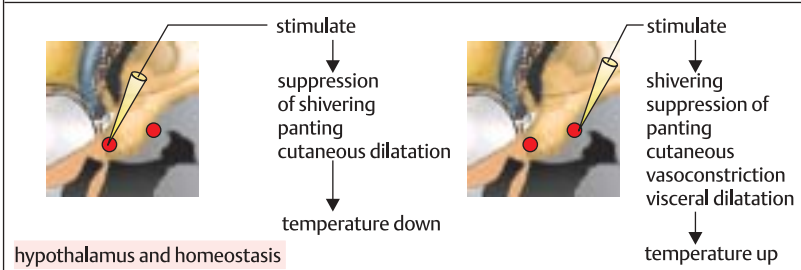 stimulate
suppression
of shivering
panting
cutaneous dilatation
temperature down
stimulate
shivering
suppression of
panting
cutaneous
vasoconstriction
visceral dilatation
temperature up
hypothalamus and homeostasis